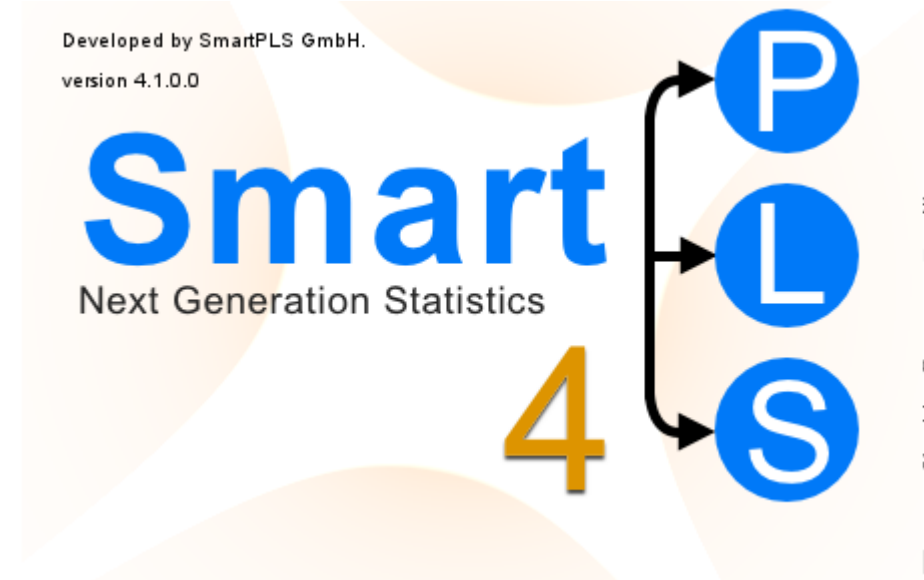 Developed by SmartPLS GmbH.
version 4.1.0.0
Smart
Next Generation Statistics
4
P
L
S